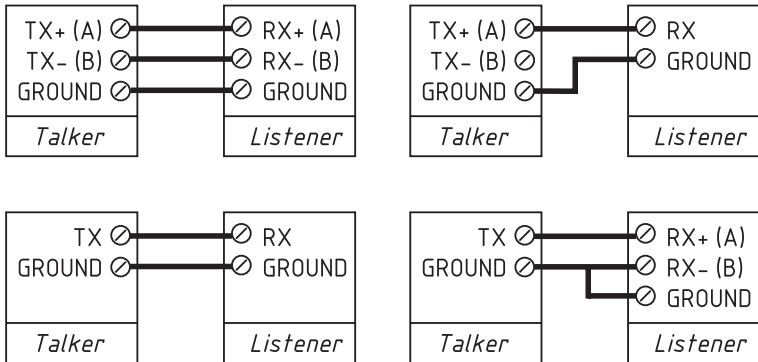 TX+ (A)
TX− (B)
GROUND
Talker
RX+ (A)
RX− (B)
GROUND
Listener
TX+ (A)
TX− (B)
GROUND
Talker
RX
GROUND
Listener
TX
GROUND
Talker
RX
GROUND
Listener
TX
GROUND
Talker
RX+ (A)
RX− (B)
GROUND
Listener